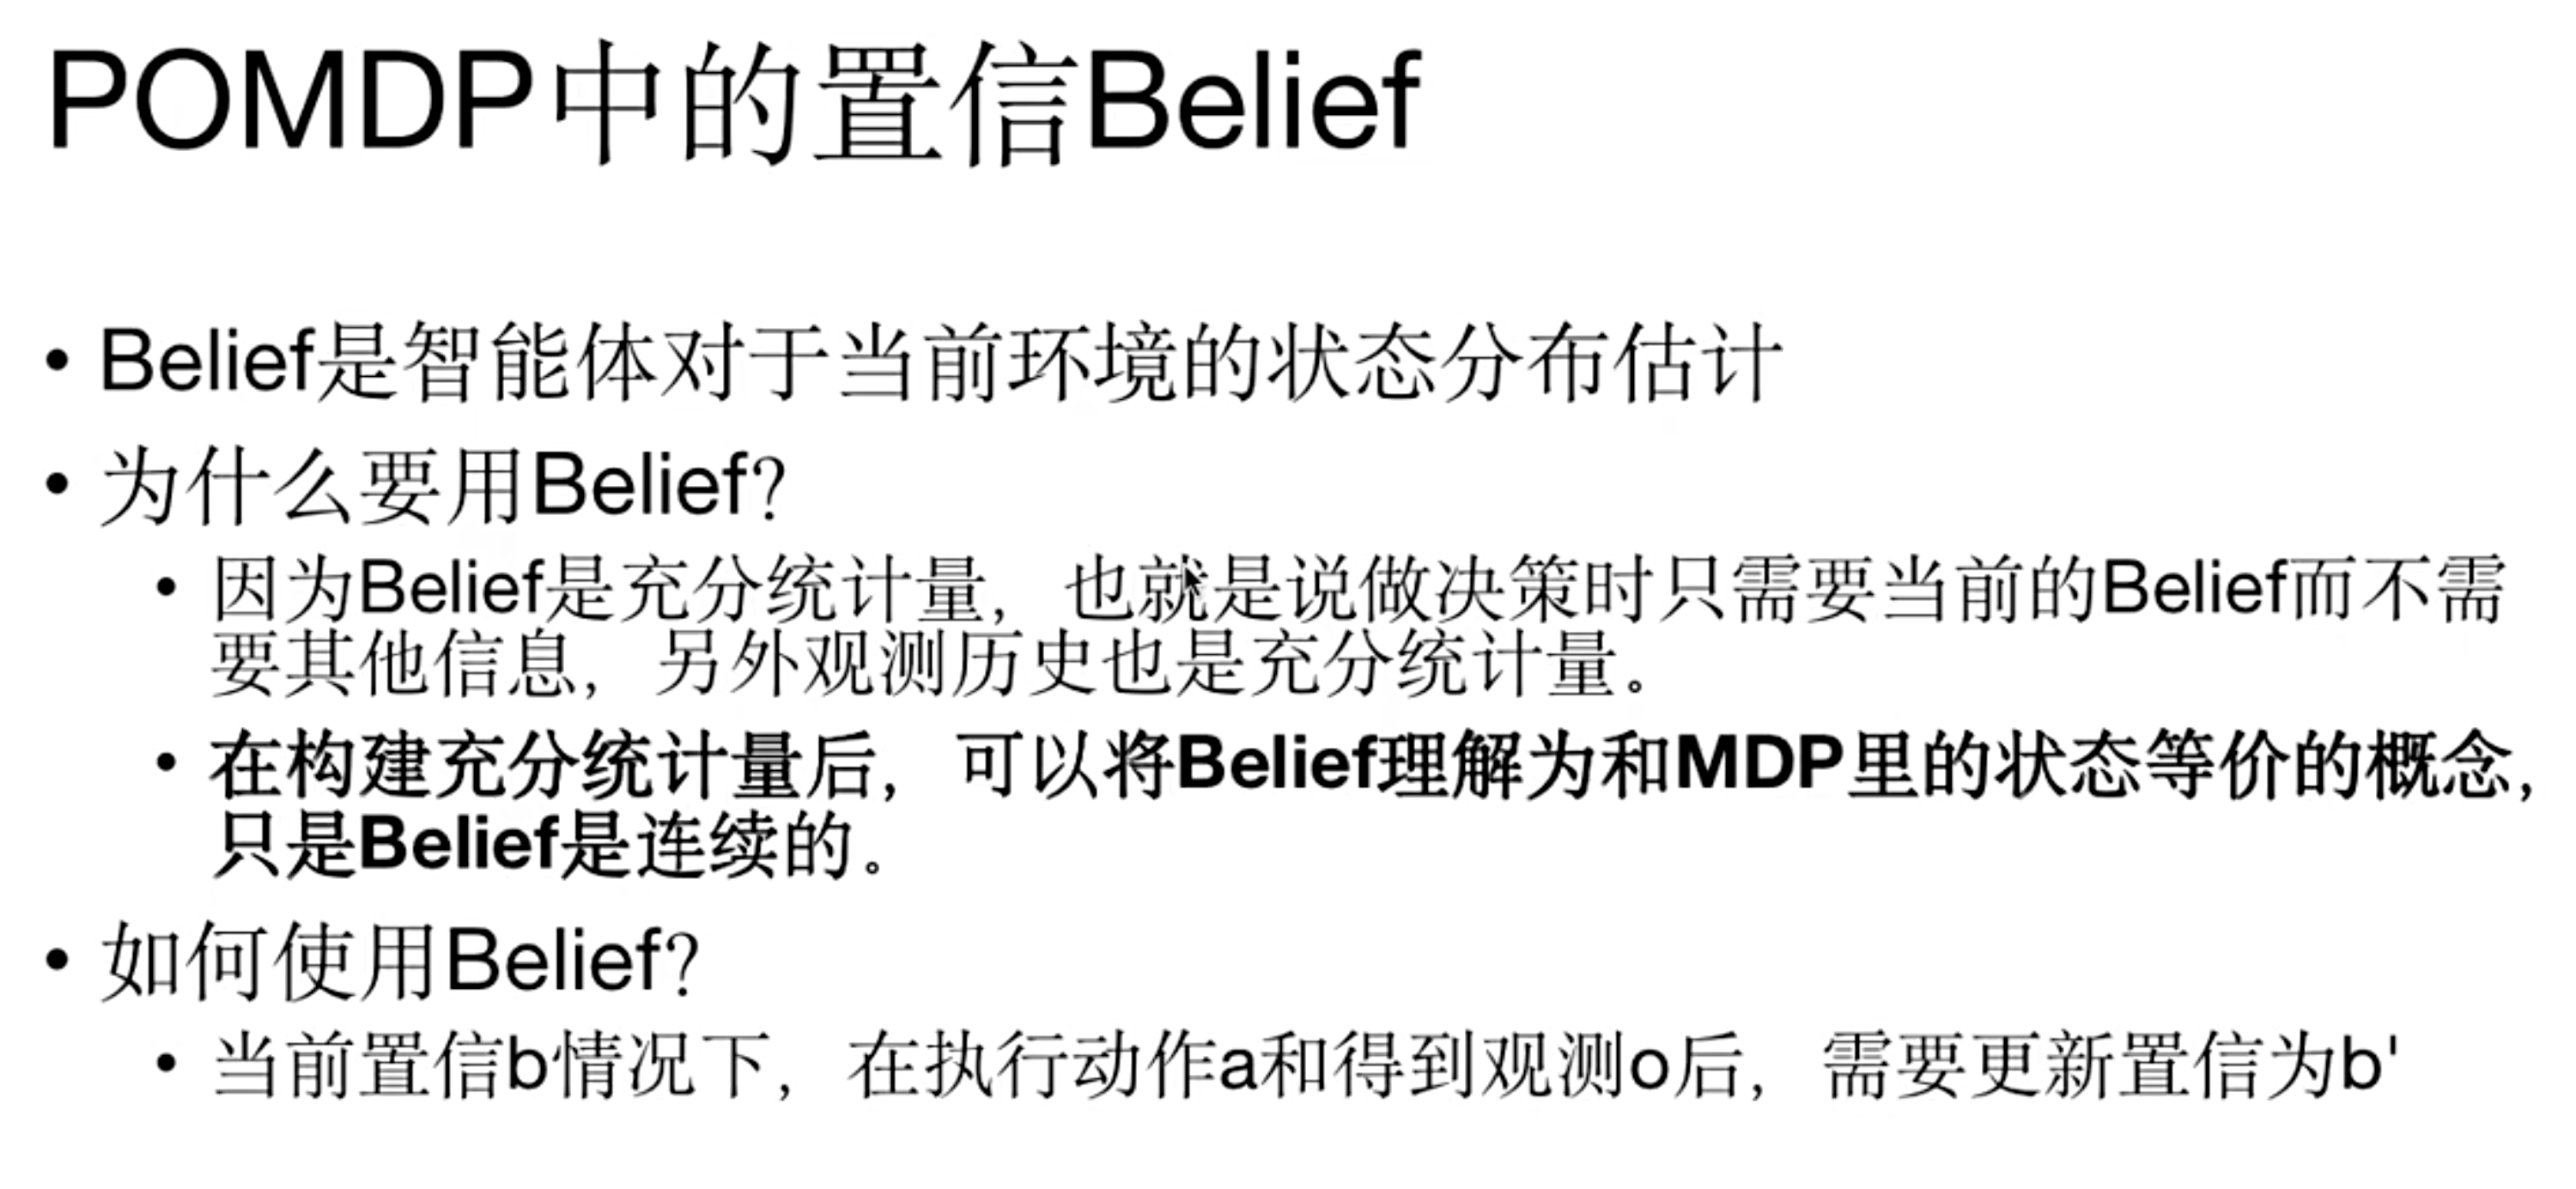 POMDP中的置信Belief
• Belief是智能体对于当前环境的状态分布估计
• 为什么要用Belief？
• 因为Belief是充分统计量，也就是说做决策时只需要当前的Belief而不需
要其他信息，另外观测历史也是充分统计量。
• 在构建充分统计量后，可以将Belief理解为和MDP里的状态等价的概念，
只是Belief是连续的。
• 如何使用Belief？
• 当前置信b情况下，在执行动作a和得到观测o后，需要更新置信为b'